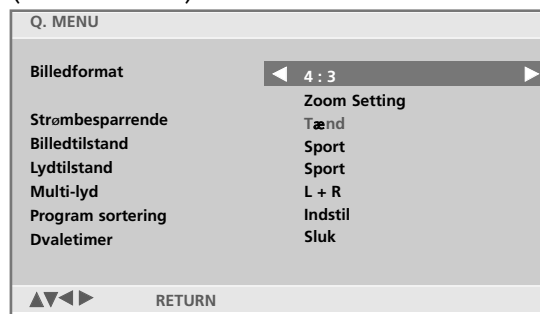 Q. MENU
Billedformat 4 : 3
Zoom Setting
Strømbesparrende Tænd
Billedtilstand Sport
Lydtilstand Sport
Multi-lyd L + R
Program sortering Indstil
Dvaletimer Sluk
RETURN